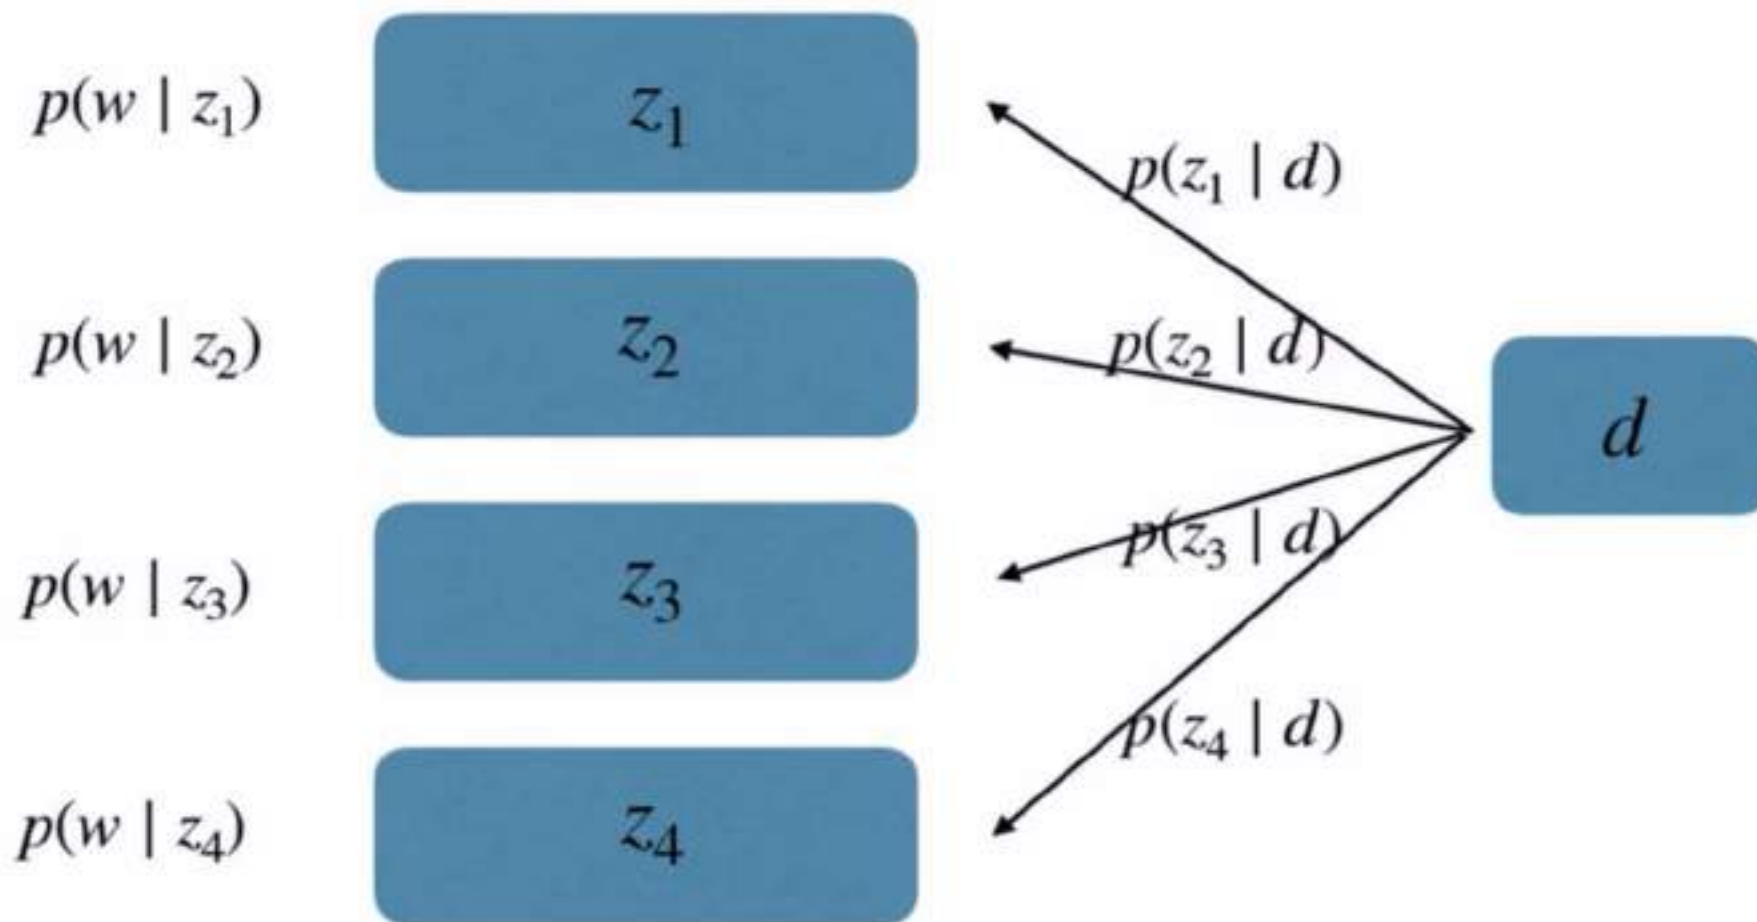 p(w | z₁)
z₁
p(z₁ | d)
p(w | z₂)
z₂
p(z₂ | d)
d
p(w | z₃)
z₃
p(z₃ | d)
p(w | z₄)
z₄
p(z₄ | d)